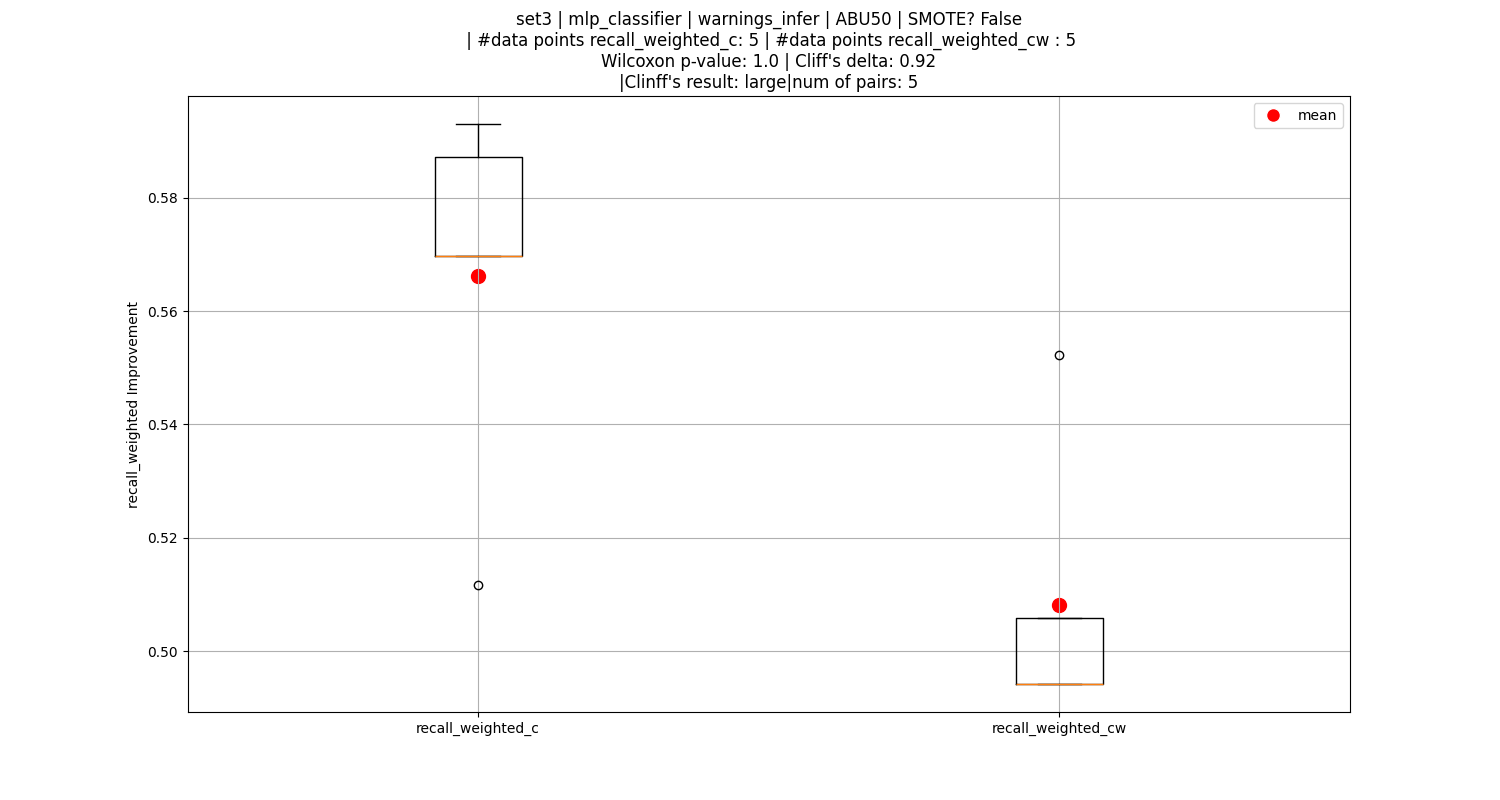 set3 | mlp_classifier | warnings_infer | ABU50 | SMOTE? False
| #data points recall_weighted_c: 5 | #data points recall_weighted_cw : 5
Wilcoxon p-value: 1.0 | Cliff's delta: 0.92
|Clinff's result: large|num of pairs: 5
mean
recall_weighted Improvement
0.58
0.56
0.54
0.52
0.50
recall_weighted_c
recall_weighted_cw